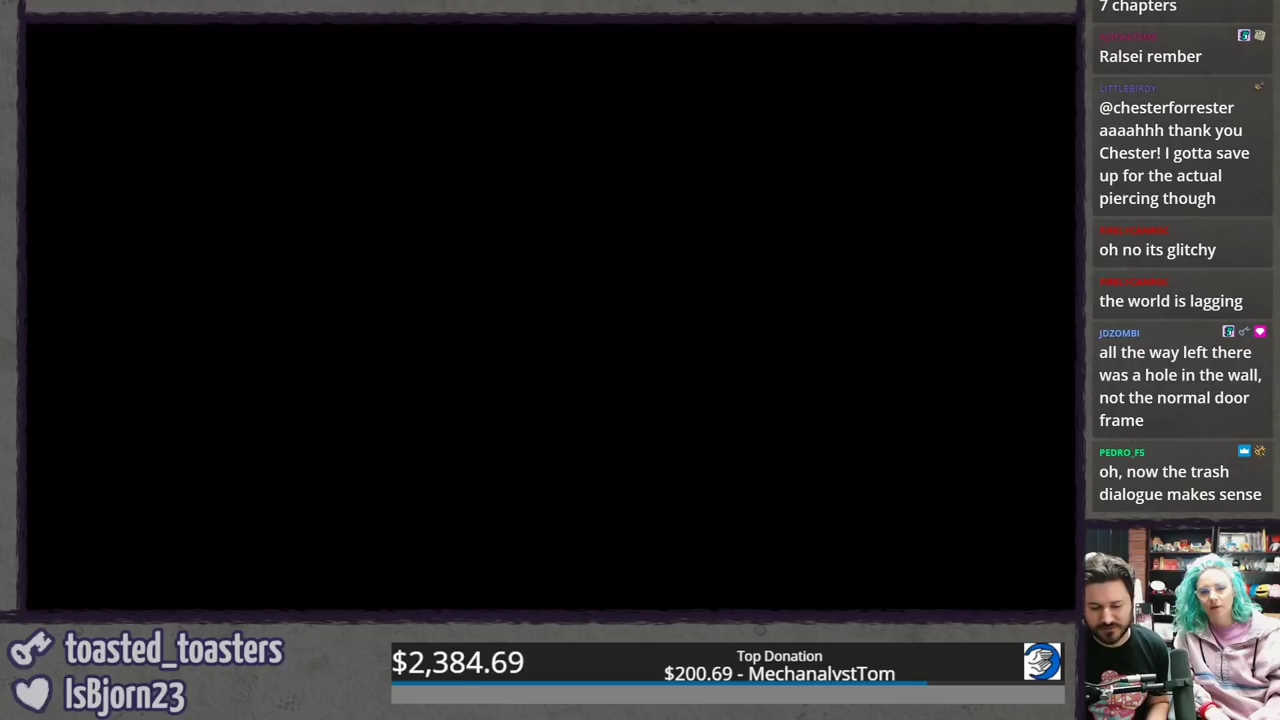 7 chapters
Ralsei rember
LITTLEBIRDY
@chesterforrester
aaaahhh thank you
Chester! I gotta save
up for the actual
piercing though
oh no its glitchy
the world is lagging
JDZOMBI
all the way left there
was a hole in the wall,
not the normal door
frame
PEDRO_F5
oh, now the trash
dialogue makes sense
toasted_toasters
IsBjorn23
$2,384.69
Top Donation
$200.69 - MechanalvstTom